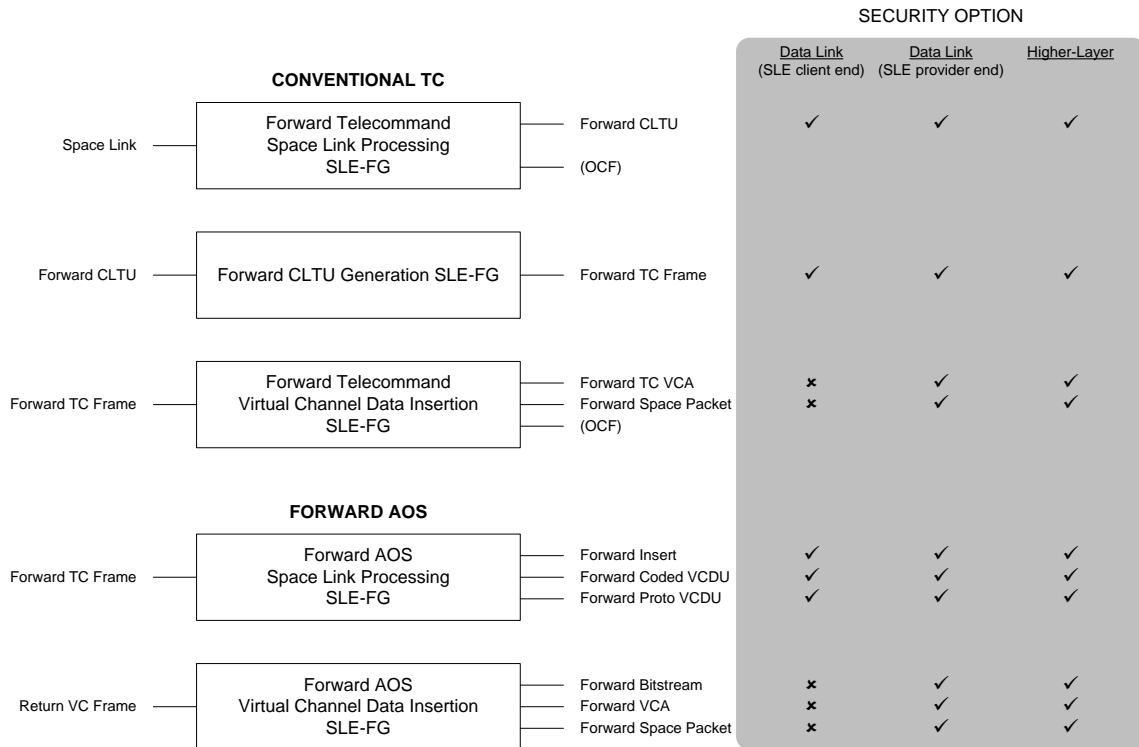 SECURITY OPTION
Data Link
(SLE client end)
Data Link
(SLE provider end)
Higher-Layer
CONVENTIONAL TC
Space Link
Forward Telecommand
Space Link Processing
SLE-FG
Forward CLTU
✓ ✓ ✓
(OCF)
Forward CLTU
Forward CLTU Generation SLE-FG
Forward TC Frame
✓ ✓ ✓
Forward TC Frame
Forward Telecommand
Virtual Channel Data Insertion
SLE-FG
Forward TC VCA
✗ ✓ ✓
Forward Space Packet
✗ ✓ ✓
(OCF)
FORWARD AOS
Forward TC Frame
Forward AOS
Space Link Processing
SLE-FG
Forward Insert
✓ ✓ ✓
Forward Coded VCDU
✓ ✓ ✓
Forward Proto VCDU
✓ ✓ ✓
Return VC Frame
Forward AOS
Virtual Channel Data Insertion
SLE-FG
Forward Bitstream
✗ ✓ ✓
Forward VCA
✗ ✓ ✓
Forward Space Packet
✗ ✓ ✓